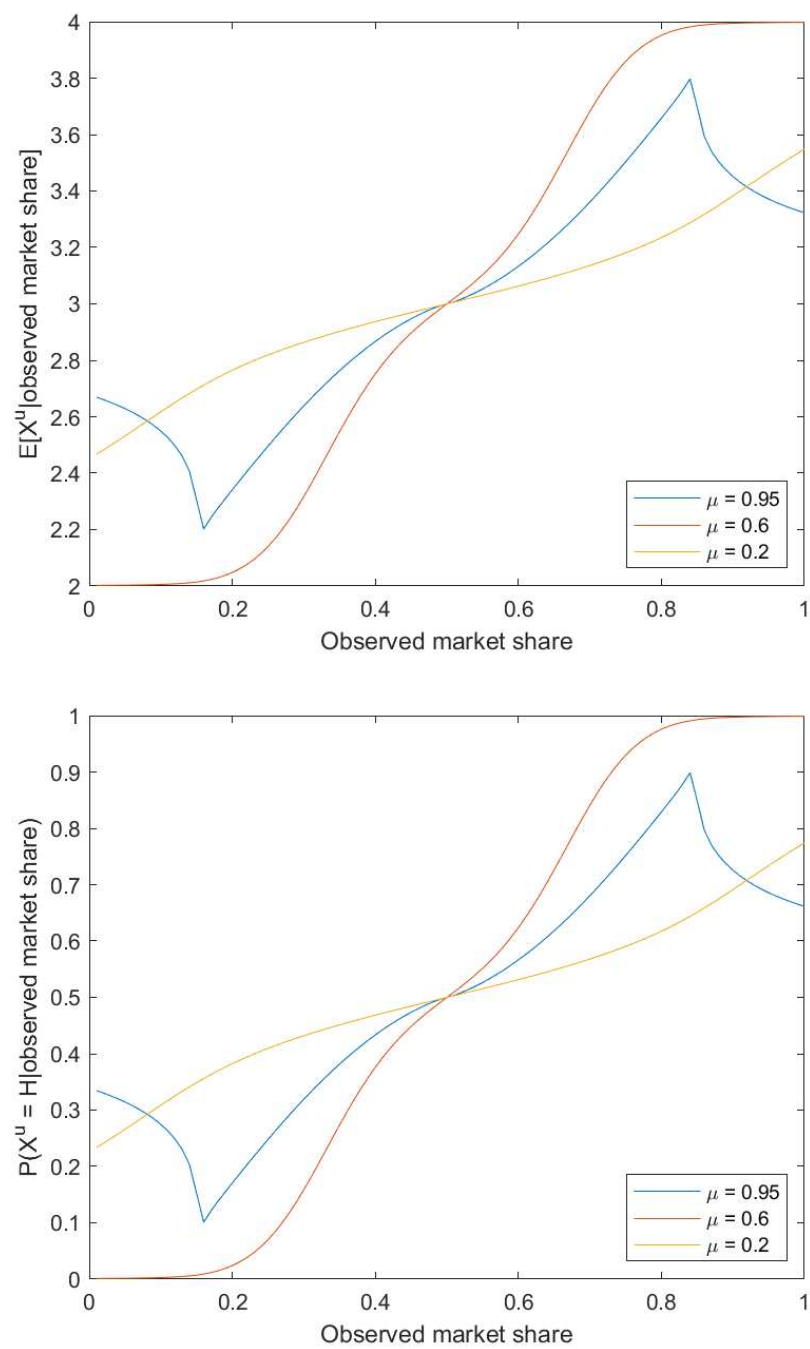 4
3.8
3.6
3.4
3.2
3
2.8
2.6
2.4
2.2
2
E[X^u|observed market share]
0 0.2 0.4 0.6 0.8 1
Observed market share
μ = 0.95
μ = 0.6
μ = 0.2
1
0.9
0.8
0.7
0.6
0.5
0.4
0.3
0.2
0.1
0
P(X^u = H|observed market share)
0 0.2 0.4 0.6 0.8 1
Observed market share
μ = 0.95
μ = 0.6
μ = 0.2